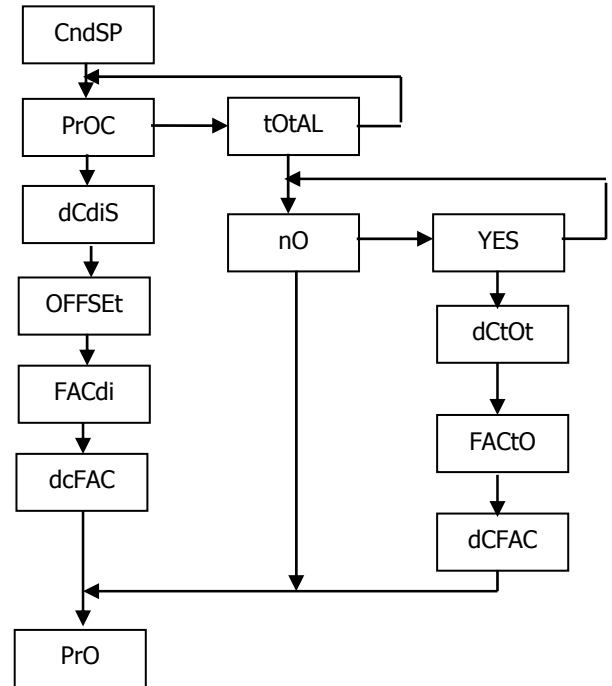 CndSP
PrOC
tOtAL
dCdiS
nO
YES
OFFSEt
dCtOt
FACdi
FACtO
dcFAC
dCFAC
PrO